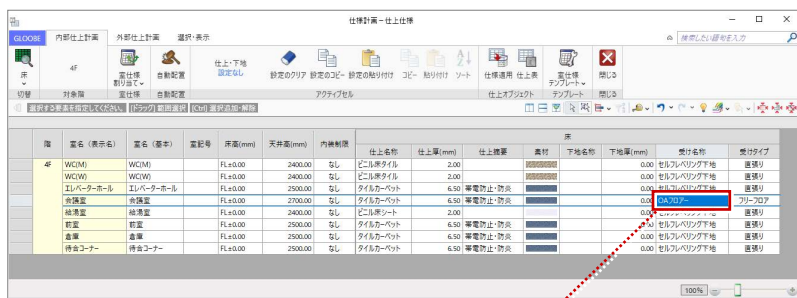 仕様計画－仕上仕様
GLOOBE 内部仕上計画 外部仕上計画 選択・表示 検索したい語句を入力
床 4F 室仕様割り当て 自動配置 仕上・下地 設定なし 設定のクリア 設定のコピー 設定の貼り付け コピー 貼り付け ソート 仕様適用 仕上表 室仕様テンプレート 閉じる
切替 対象階 室仕様 自動配置 アクティブセル 仕上オブジェクト テンプレート 閉じる
選択する要素を指定してください。 [ドラッグ] 範囲選択 [Ctrl] 選択追加・解除
床
階 室名（表示名） 室名（基本） 室記号 床高(mm) 天井高(mm) 内装制限 仕上名称 仕上厚(mm) 仕上摘要 素材 下地名称 下地厚(mm) 受け名称 受けタイプ
4F WC(M) WC(M) FL±0.00 2400.00 なし ビニル床タイル 2.00 0.00 セルフレベリング下地 直張り
WC(W) WC(W) FL±0.00 2400.00 なし ビニル床タイル 2.00 0.00 セルフレベリング下地 直張り
エレベーターホール エレベーターホール FL±0.00 2500.00 なし タイルカーペット 6.50 帯電防止・防炎 0.00 セルフレベリング下地 直張り
会議室 会議室 FL±0.00 2700.00 なし タイルカーペット 6.50 帯電防止・防炎 0.00 OAフロアー フリーフロア
給湯室 給湯室 FL±0.00 2400.00 なし ビニル床シート 2.00 0.00 セルフレベリング下地 直張り
前室 前室 FL±0.00 2500.00 なし タイルカーペット 6.50 帯電防止・防炎 セルフレベリング下地 直張り
倉庫 倉庫 FL±0.00 2500.00 なし タイルカーペット 6.50 帯電防止・防炎 0.00 セルフレベリング下地 直張り
待合コーナー 待合コーナー FL±0.00 2500.00 なし タイルカーペット 6.50 帯電防止・防炎 0.00 セルフレベリング下地 直張り
100%